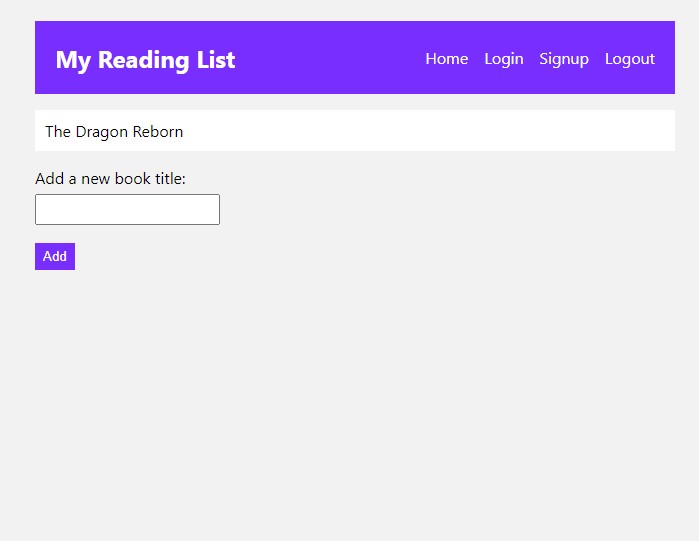 My Reading List
Home Login Signup Logout
The Dragon Reborn
Add a new book title:
Add